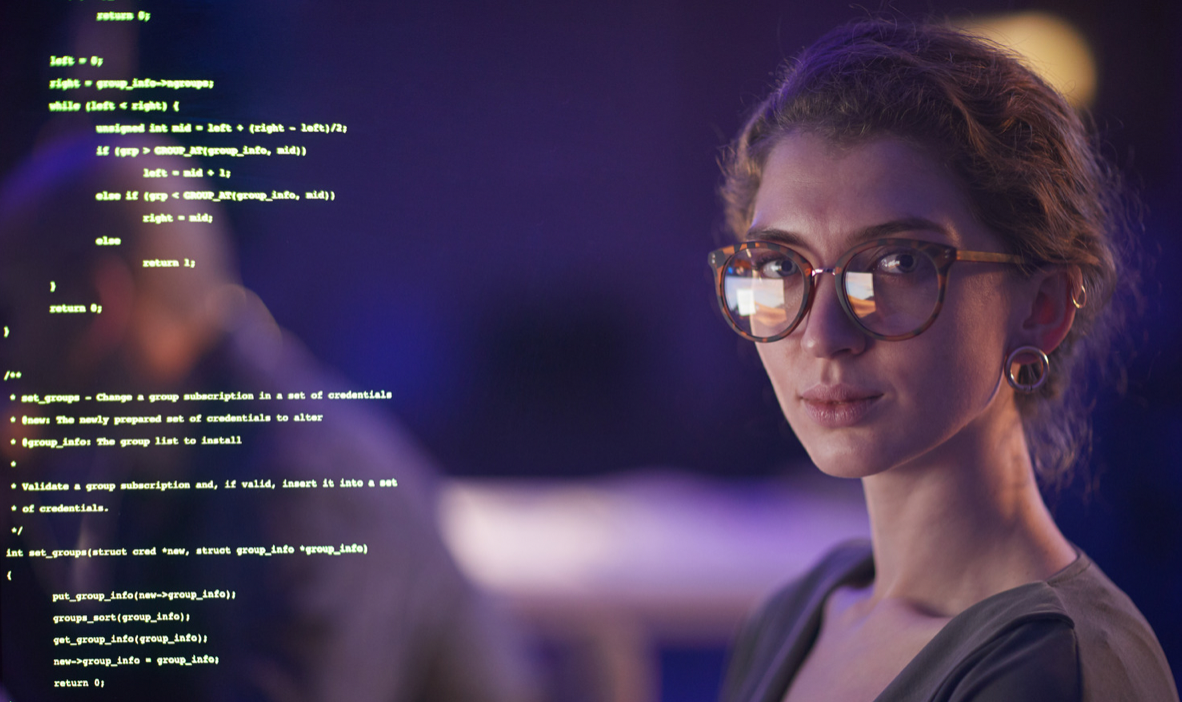 return 0;
left = 0;
right = group_info->ngroups;
while (left < right) {
unsigned int mid = left + (right - left)/2;
if (grp > GROUP_AT(group_info, mid))
left = mid + 1;
else if (grp < GROUP_AT(group_info, mid))
right = mid;
else
return 1;
}
return 0;
}
/**
* set_groups - Change a group subscription in a set of credentials
* @new: The newly prepared set of credentials to alter
* @group_info: The group list to install
*
* Validate a group subscription and, if valid, insert it into a set
* of credentials.
*/
int set_groups(struct cred *new, struct group_info *group_info)
{
put_group_info(new->group_info);
groups_sort(group_info);
get_group_info(group_info);
new->group_info = group_info;
return 0;